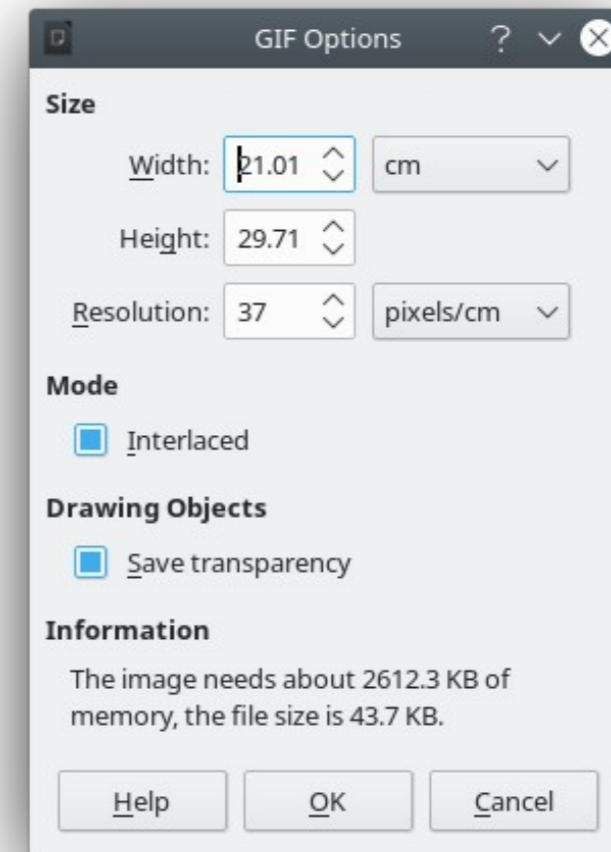 GIF Options
Size
Width: 21.01 cm
Height: 29.71
Resolution: 37 pixels/cm
Mode
Interlaced
Drawing Objects
Save transparency
Information
The image needs about 2612.3 KB of
memory, the file size is 43.7 KB.
Help OK Cancel